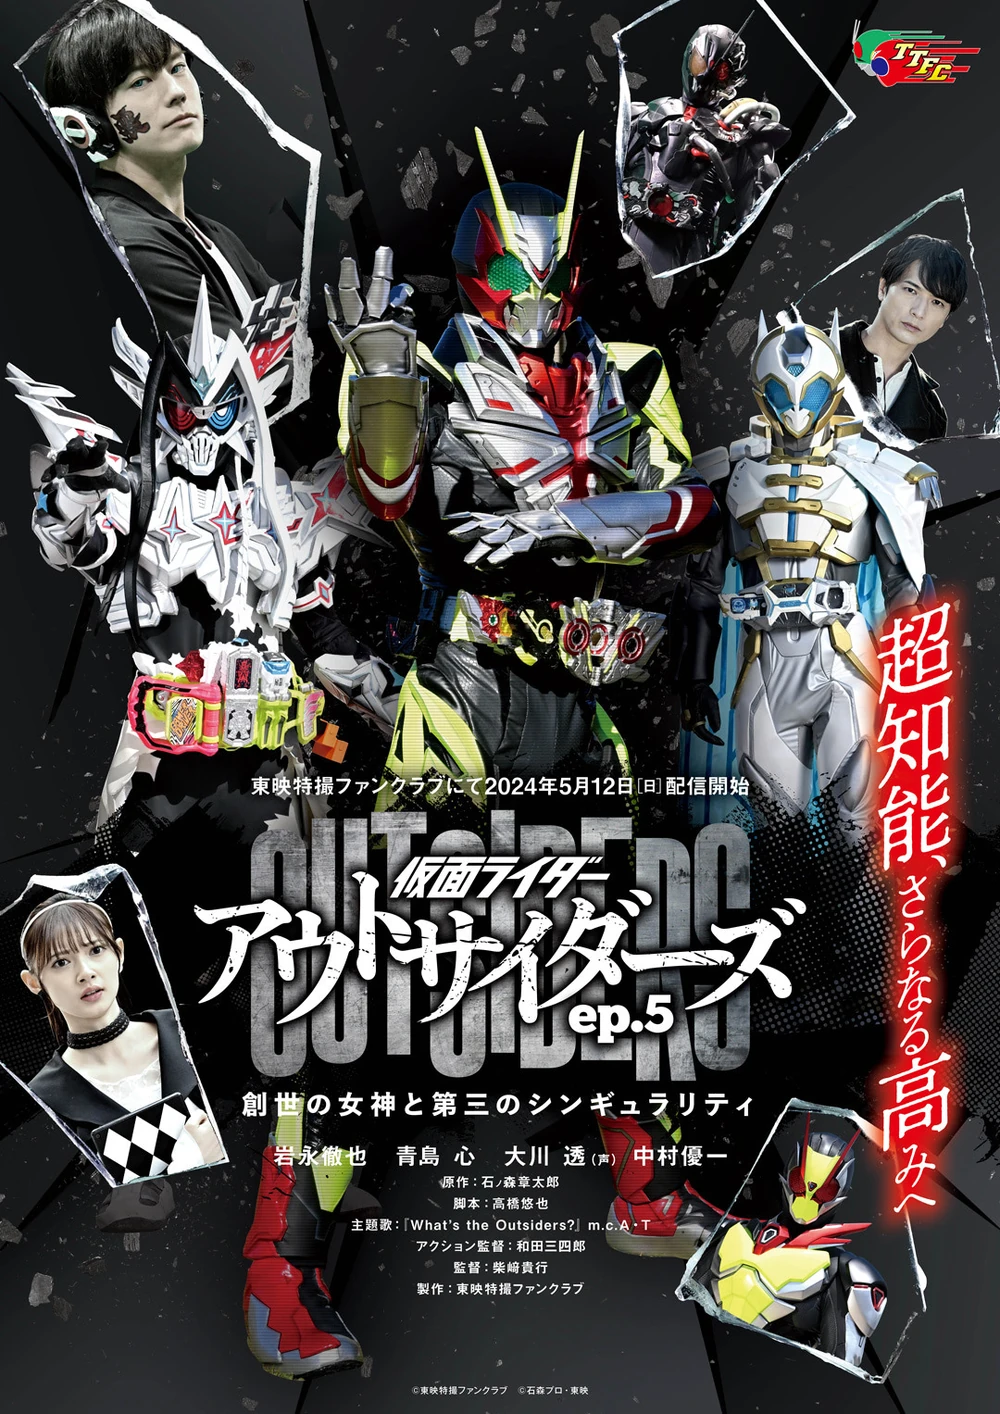 TTFC
東映特撮ファンクラブにて2024年5月12日[日]配信開始
OUTSIDERS
仮面ライダー
アウトサイダーズ
ep.5
創世の女神と第三のシンギュラリティ
岩永徹也 青島 心 大川 透(声) 中村優一
原作:石ノ森章太郎
脚本:高橋悠也
主題歌:『What's the Outsiders?』m.c.A・T
アクション監督:和田三四郎
監督:柴﨑貴行
製作:東映特撮ファンクラブ
超知能、さらなる高みへ
©東映特撮ファンクラブ ©石森プロ・東映